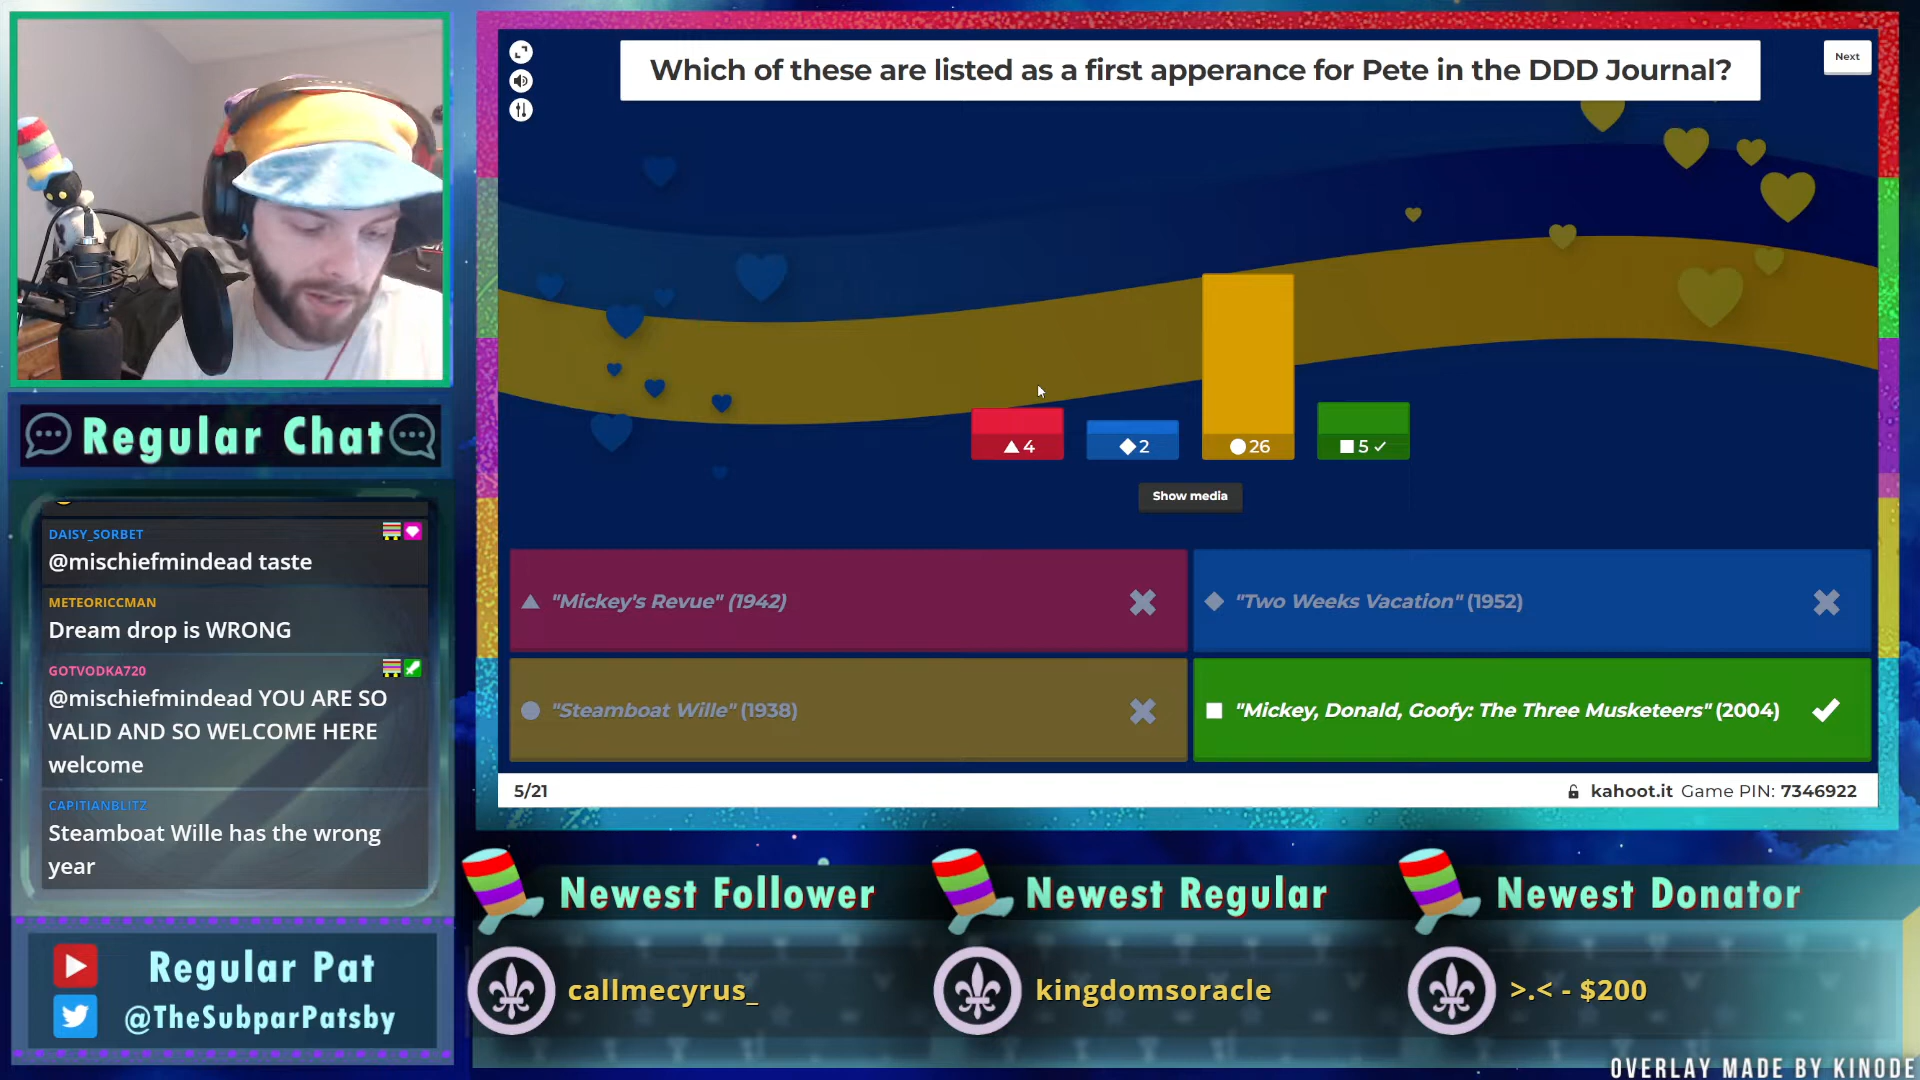 Which of these are listed as a first apperance for Pete in the DDD Journal?
Next
4
2
26
5
Show media
"Mickey's Revue" (1942)
"Two Weeks Vacation" (1952)
"Steamboat Wille" (1938)
"Mickey, Donald, Goofy: The Three Musketeers" (2004)
5/21
kahoot.it Game PIN: 7346922
Regular Chat
DAISY_SORBET
@mischiefmindead taste
METEORICCMAN
Dream drop is WRONG
GOTVODKA720
@mischiefmindead YOU ARE SO
VALID AND SO WELCOME HERE
welcome
CAPITIANBLITZ
Steamboat Wille has the wrong
year
Regular Pat
@TheSubparPatsby
Newest Follower
callmecyrus_
Newest Regular
kingdomsoracle
Newest Donator
>.< - $200
OVERLAY MADE BY KINODE